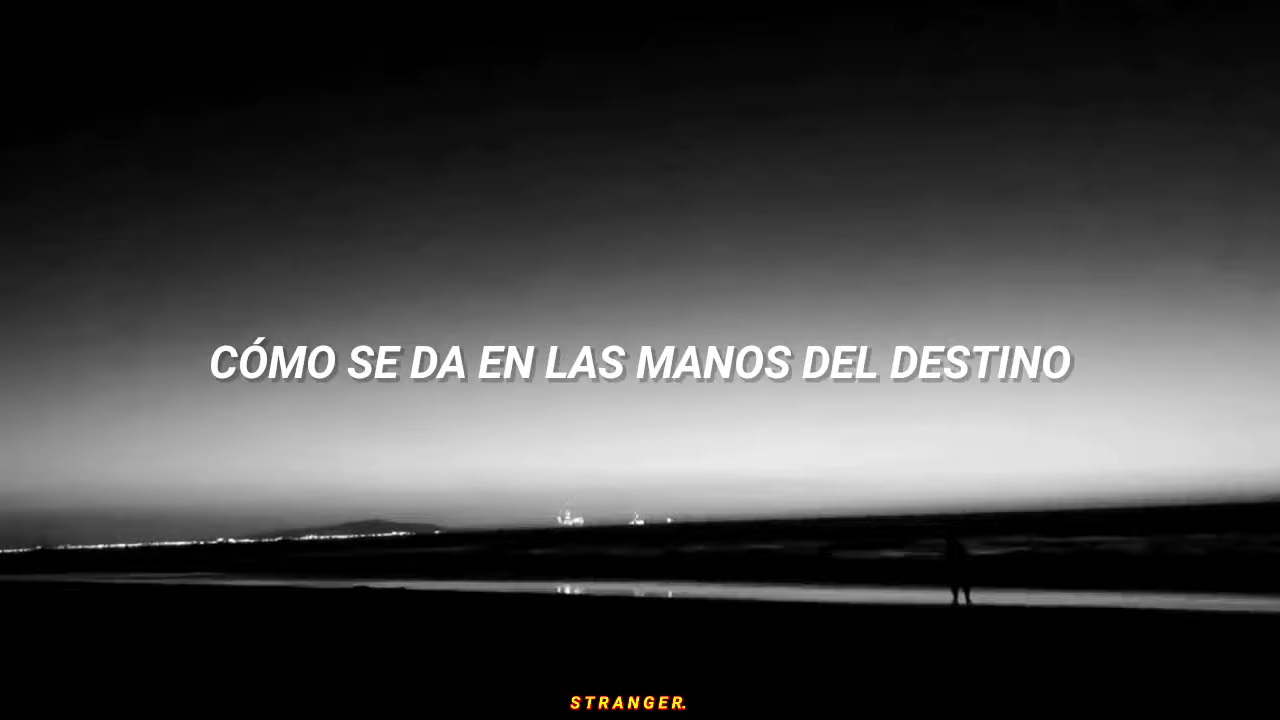 CÓMO SE DA EN LAS MANOS DEL DESTINO
STRANGER.